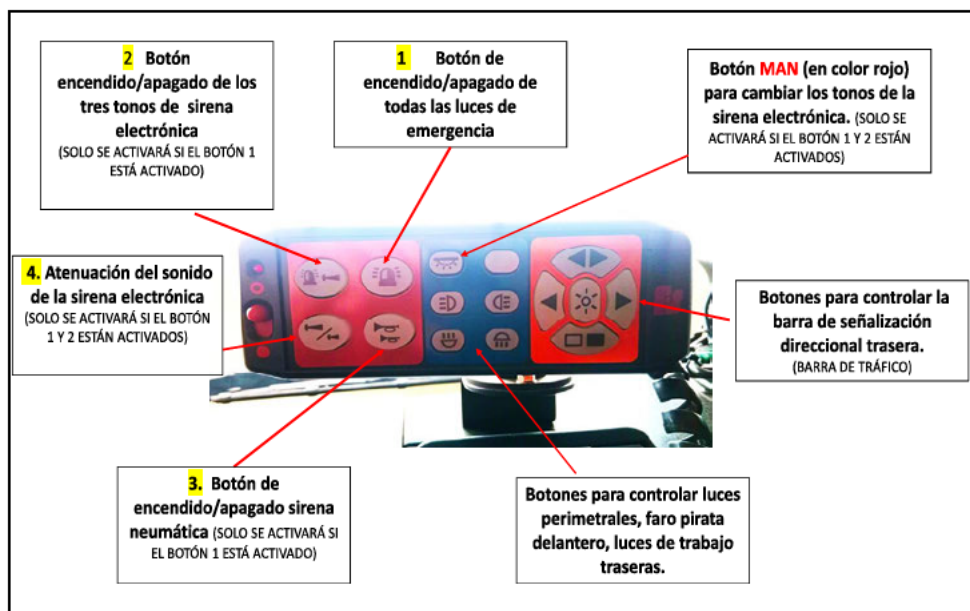 2 Botón
encendido/apagado de los
tres tonos de sirena
electrónica
(SOLO SE ACTIVARÁ SI EL BOTÓN 1
ESTÁ ACTIVADO)
1 Botón de
encendido/apagado de
todas las luces de
emergencia
Botón MAN (en color rojo)
para cambiar los tonos de la
sirena electrónica. (SOLO SE
ACTIVARÁ SI EL BOTÓN 1 Y 2 ESTÁN
ACTIVADOS)
4. Atenuación del sonido
de la sirena electrónica
(SOLO SE ACTIVARÁ SI EL BOTÓN
1 Y 2 ESTÁN ACTIVADOS)
Botones para controlar la
barra de señalización
direccional trasera.
(BARRA DE TRÁFICO)
3. Botón de
encendido/apagado sirena
neumática (SOLO SE ACTIVARÁ SI
EL BOTÓN 1 ESTÁ ACTIVADO)
Botones para controlar luces
perimetrales, faro pirata
delantero, luces de trabajo
traseras.